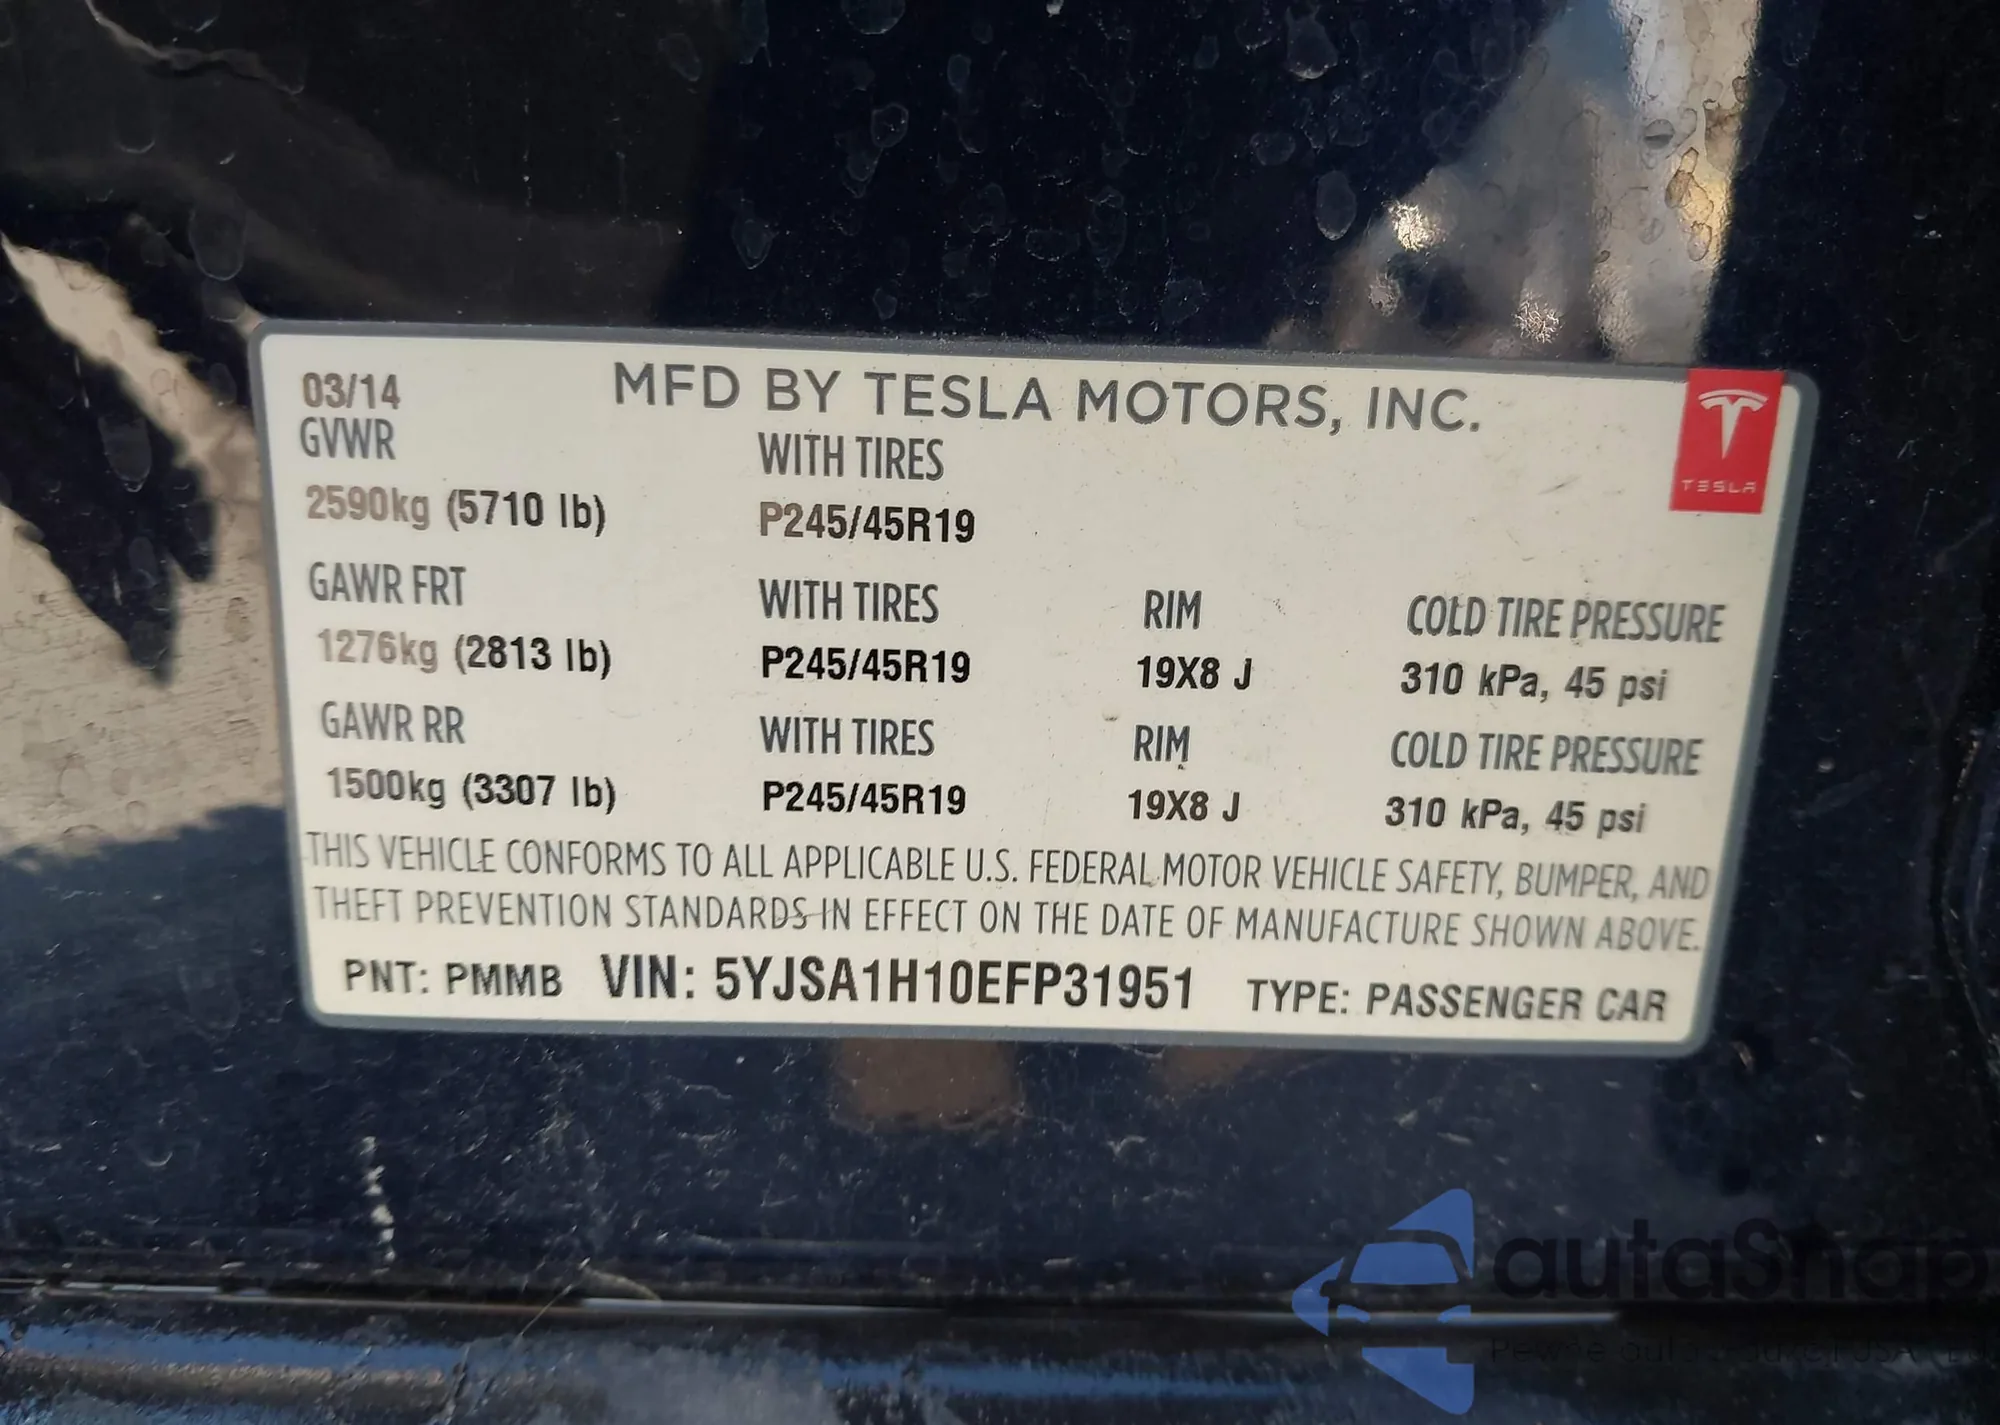 03/14 MFD BY TESLA MOTORS, INC.
GVWR WITH TIRES
2590kg (5710 lb) P245/45R19
TESLA
GAWR FRT WITH TIRES RIM COLD TIRE PRESSURE
1276kg (2813 lb) P245/45R19 19X8 J 310 kPa, 45 psi
GAWR RR WITH TIRES RIM COLD TIRE PRESSURE
1500kg (3307 lb) P245/45R19 19X8 J 310 kPa, 45 psi
THIS VEHICLE CONFORMS TO ALL APPLICABLE U.S. FEDERAL MOTOR VEHICLE SAFETY, BUMPER, AND
THEFT PREVENTION STANDARDS IN EFFECT ON THE DATE OF MANUFACTURE SHOWN ABOVE.
PNT: PMMB VIN: 5YJSA1H10EFP31951 TYPE: PASSENGER CAR
autaSnap